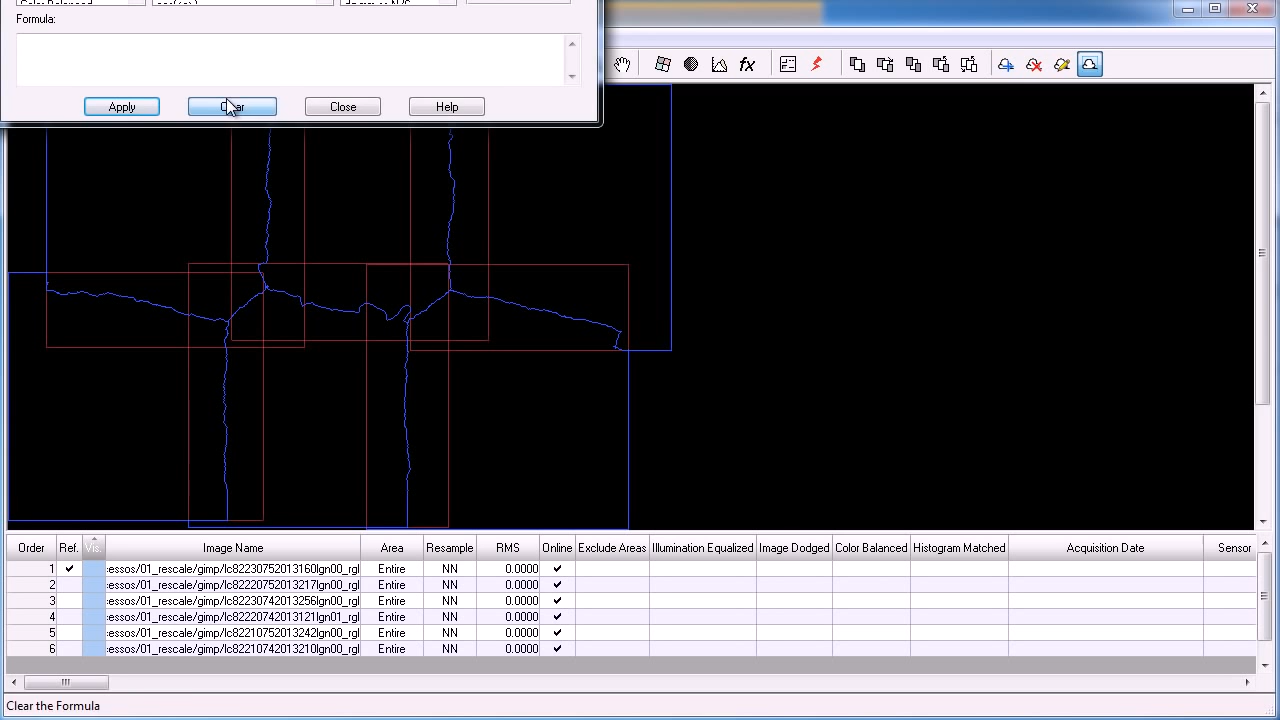 Formula:
Apply Clear Close Help
fx
Order Ref. Vis. Image Name Area Resample RMS Online Exclude Areas Illumination Equalized Image Dodged Color Balanced Histogram Matched Acquisition Date Sensor
1 :essos/01_rescale/gimp/lc82230752013160lgn00_rgl Entire NN 0.0000
2 :essos/01_rescale/gimp/lc82220752013217lgn00_rgl Entire NN 0.0000
3 :essos/01_rescale/gimp/lc82230742013256lgn00_rgl Entire NN 0.0000
4 :essos/01_rescale/gimp/lc82220742013121lgn01_rgl Entire NN 0.0000
5 :essos/01_rescale/gimp/lc82210752013242lgn00_rgl Entire NN 0.0000
6 :essos/01_rescale/gimp/lc82210742013210lgn00_rgl Entire NN 0.0000
Clear the Formula